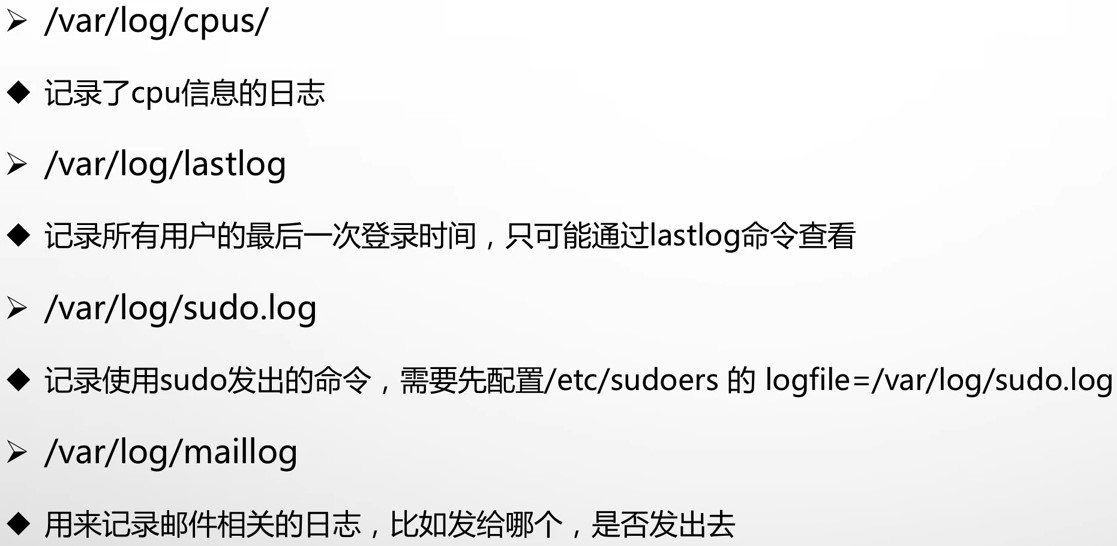 ➢ /var/log/cpus/
◆ 记录了cpu信息的日志
➢ /var/log/lastlog
◆ 记录所有用户的最后一次登录时间，只可能通过lastlog命令查看
➢ /var/log/sudo.log
◆ 记录使用sudo发出的命令，需要先配置/etc/sudoers 的 logfile=/var/log/sudo.log
➢ /var/log/maillog
◆ 用来记录邮件相关的日志，比如发给哪个，是否发出去